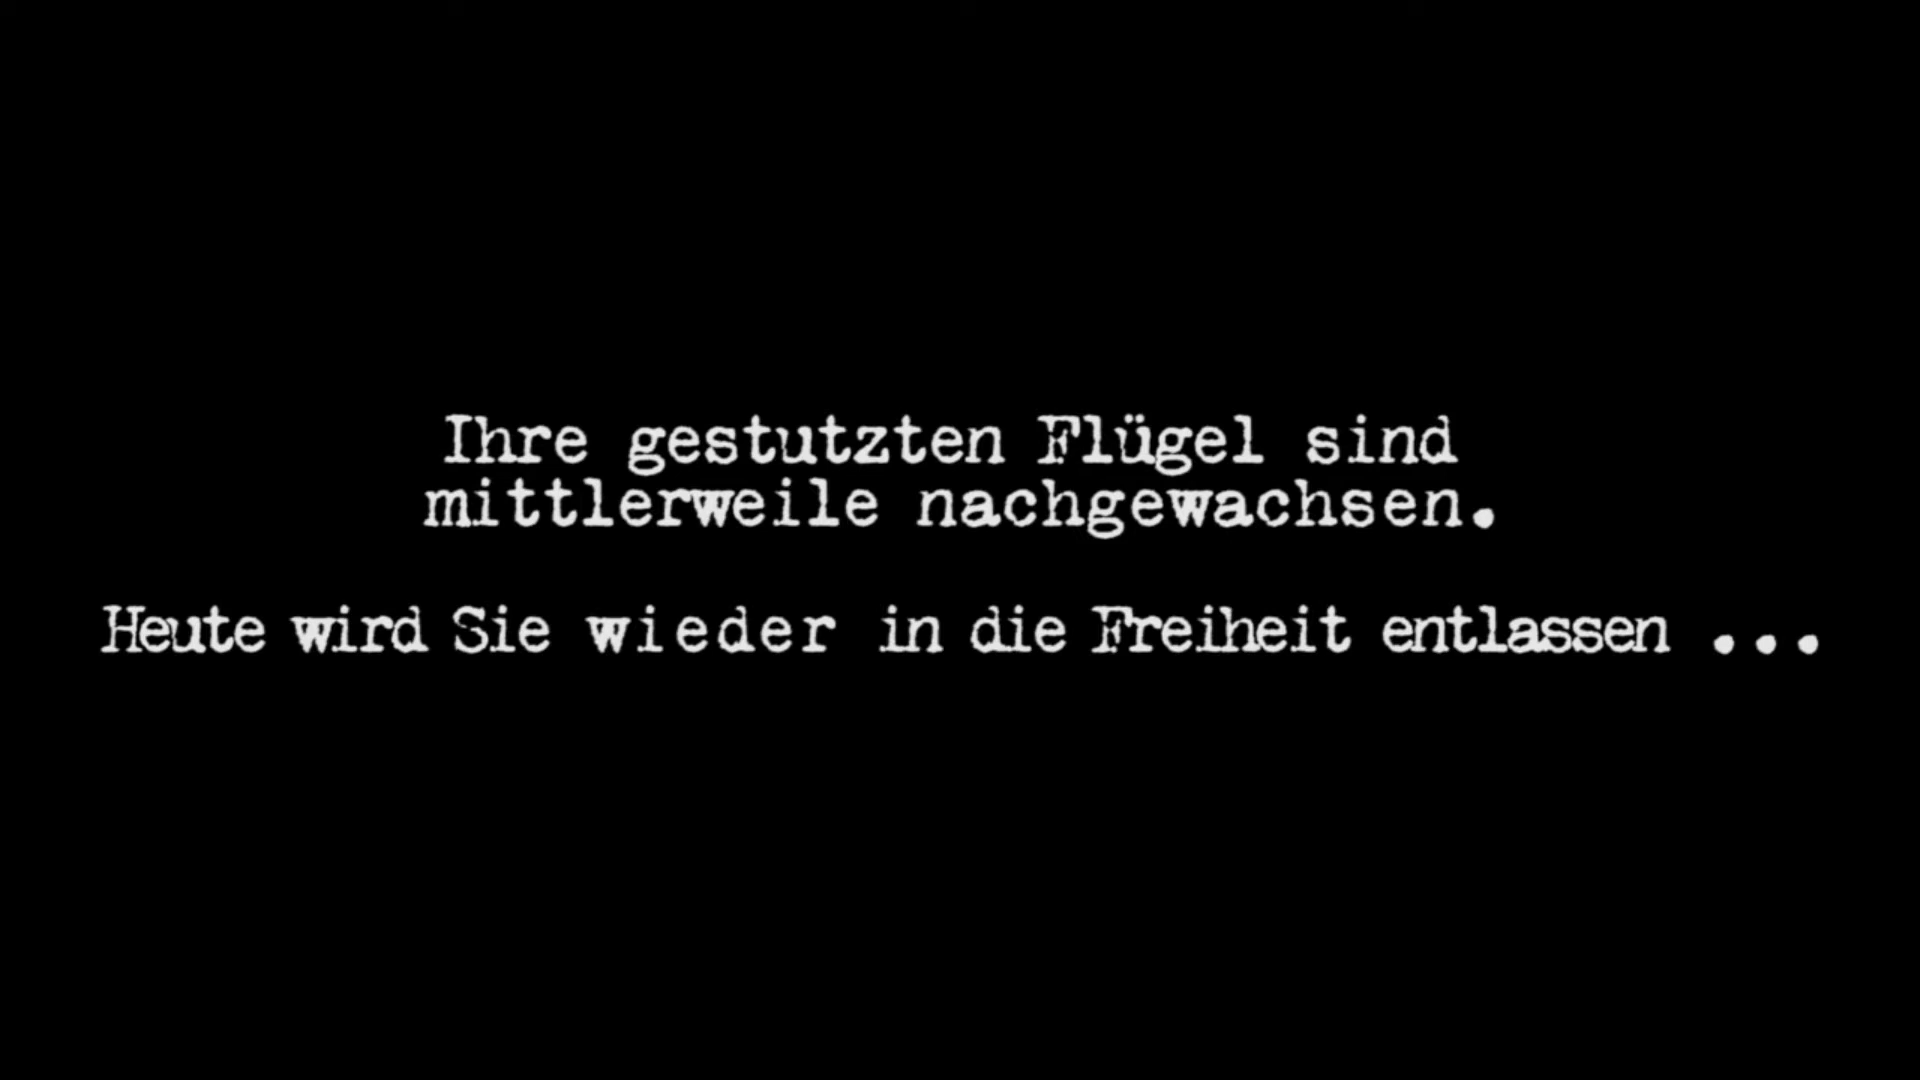 Ihre gestutzten Flügel sind
mittlerweile nachgewachsen.
Heute wird Sie wieder in die Freiheit entlassen ...